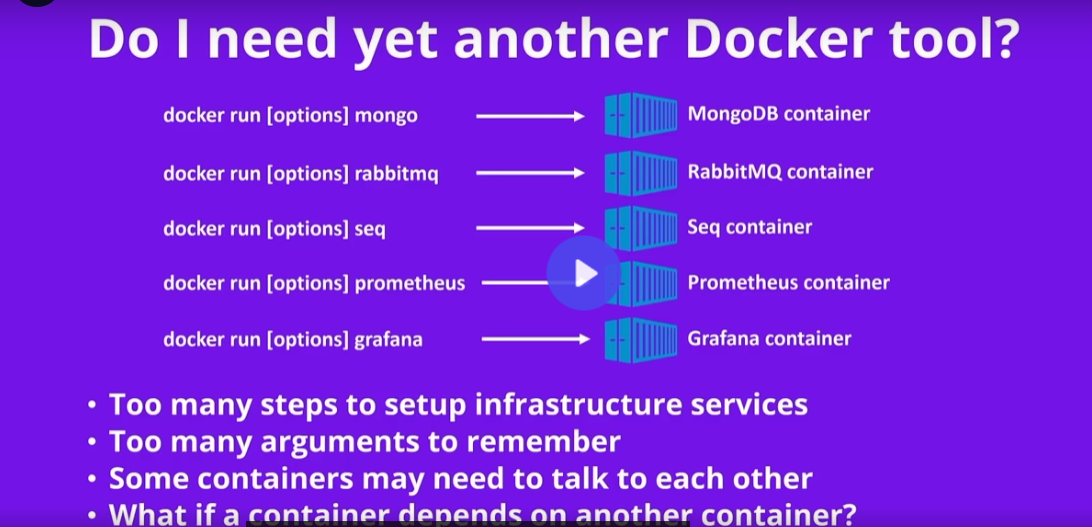 Do I need yet another Docker tool?
docker run [options] mongo MongoDB container
docker run [options] rabbitmq RabbitMQ container
docker run [options] seq Seq container
docker run [options] prometheus Prometheus container
docker run [options] grafana Grafana container
• Too many steps to setup infrastructure services
• Too many arguments to remember
• Some containers may need to talk to each other
• What if a container depends on another container?